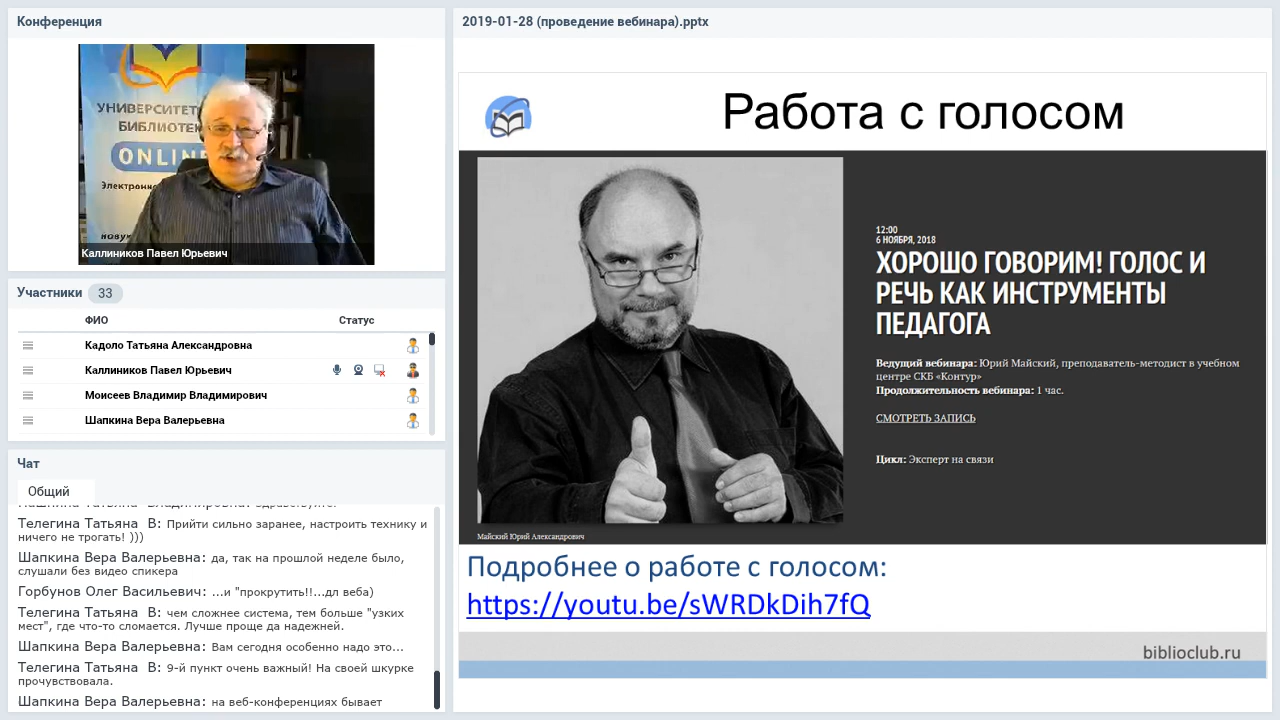 Конференция
УНИВЕРСИТЕТ
БИБЛИОТЕ
ONLINE
Каллиников Павел Юрьевич
Участники 33
ФИО Статус
Кадоло Татьяна Александровна
Каллиников Павел Юрьевич
Моисеев Владимир Владимирович
Шапкина Вера Валерьевна
Чат
Общий
Телегина Татьяна В: Прийти сильно заранее, настроить технику и
ничего не трогать! )))
Шапкина Вера Валерьевна: да, так на прошлой неделе было,
слушали без видео спикера
Горбунов Олег Васильевич: ...и "прокрутить!!...дл веба)
Телегина Татьяна В: чем сложнее система, тем больше "узких
мест", где что-то сломается. Лучше проще да надежней.
Шапкина Вера Валерьевна: Вам сегодня особенно надо это...
Телегина Татьяна В: 9-й пункт очень важный! На своей шкурке
прочувствовала.
Шапкина Вера Валерьевна: на веб-конференциях бывает
2019-01-28 (проведение вебинара).pptx
Работа с голосом
12:00
6 НОЯБРЯ, 2018
ХОРОШО ГОВОРИМ! ГОЛОС И
РЕЧЬ КАК ИНСТРУМЕНТЫ
ПЕДАГОГА
Ведущий вебинара: Юрий Майский, преподаватель-методист в учебном
центре СКБ «Контур»
Продолжительность вебинара: 1 час.
СМОТРЕТЬ ЗАПИСЬ
Цикл: Эксперт на связи
Майский Юрий Александрович
Подробнее о работе с голосом:
https://youtu.be/sWRDkDih7fQ
biblioclub.ru